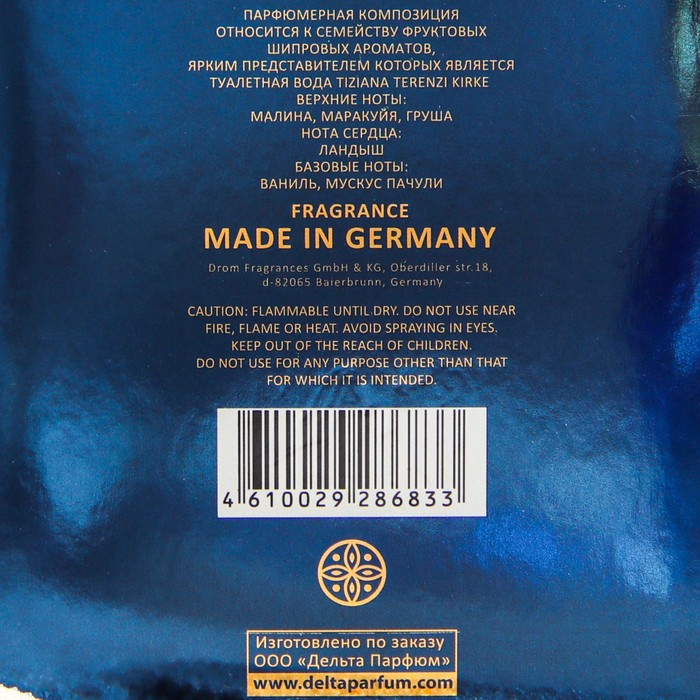 ПАРФЮМЕРНАЯ КОМПОЗИЦИЯ
ОТНОСИТСЯ К СЕМЕЙСТВУ ФРУКТОВЫХ
ШИПРОВЫХ АРОМАТОВ,
ЯРКИМ ПРЕДСТАВИТЕЛЕМ КОТОРЫХ ЯВЛЯЕТСЯ
ТУАЛЕТНАЯ ВОДА TIZIANA TERENZI KIRKE
ВЕРХНИЕ НОТЫ:
МАЛИНА, МАРАКУЙЯ, ГРУША
НОТА СЕРДЦА:
ЛАНДЫШ
БАЗОВЫЕ НОТЫ:
ВАНИЛЬ, МУСКУС ПАЧУЛИ
FRAGRANCE
MADE IN GERMANY
Drom Fragrances GmbH & KG, Oberdiller str.18,
d-82065 Baierbrunn, Germany
CAUTION: FLAMMABLE UNTIL DRY. DO NOT USE NEAR
FIRE, FLAME OR HEAT. AVOID SPRAYING IN EYES.
KEEP OUT OF THE REACH OF CHILDREN.
DO NOT USE FOR ANY PURPOSE OTHER THAN THAT
FOR WHICH IT IS INTENDED.
4 610029 286833
Изготовлено по заказу
ООО «Дельта Парфюм»
www.deltaparfum.com